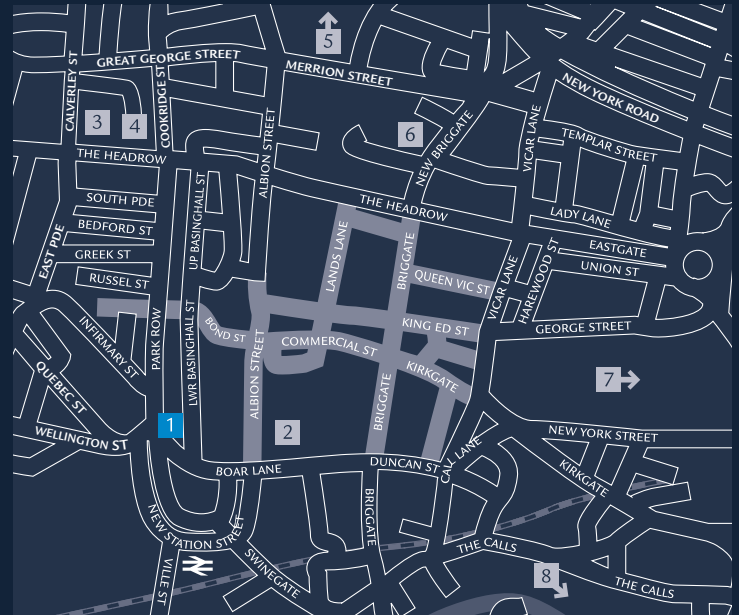 5
GREAT GEORGE STREET
MERRION STREET
CALVERLEY ST
COOKRIDGE ST
NEW YORK ROAD
3
4
6
ALBION STREET
NEW BRIGGATE
VICAR LANE
TEMPLAR STREET
THE HEADROW
SOUTH PDE
UP BASINGHALL ST
THE HEADROW
LADY LANE
BEDFORD ST
EAST PDE
LANDS LANE
BRIGGATE
EASTGATE
GREEK ST
HAREWOOD ST
UNION ST
RUSSEL ST
QUEEN VIC ST
VICAR LANE
INFIRMARY ST
PARK ROW
LWR BASINGHALL ST
BOND ST
ALBION STREET
COMMERCIAL ST
KING ED ST
GEORGE STREET
KIRKGATE
QUEBEC ST
BRIGGATE
7
1
2
WELLINGTON ST
NEW YORK STREET
BOAR LANE
DUNCAN ST
CALL LANE
KIRKGATE
BRIGGATE
NEW STATION STREET
THE CALLS
VILLE ST
SWINEGATE
8
THE CALLS